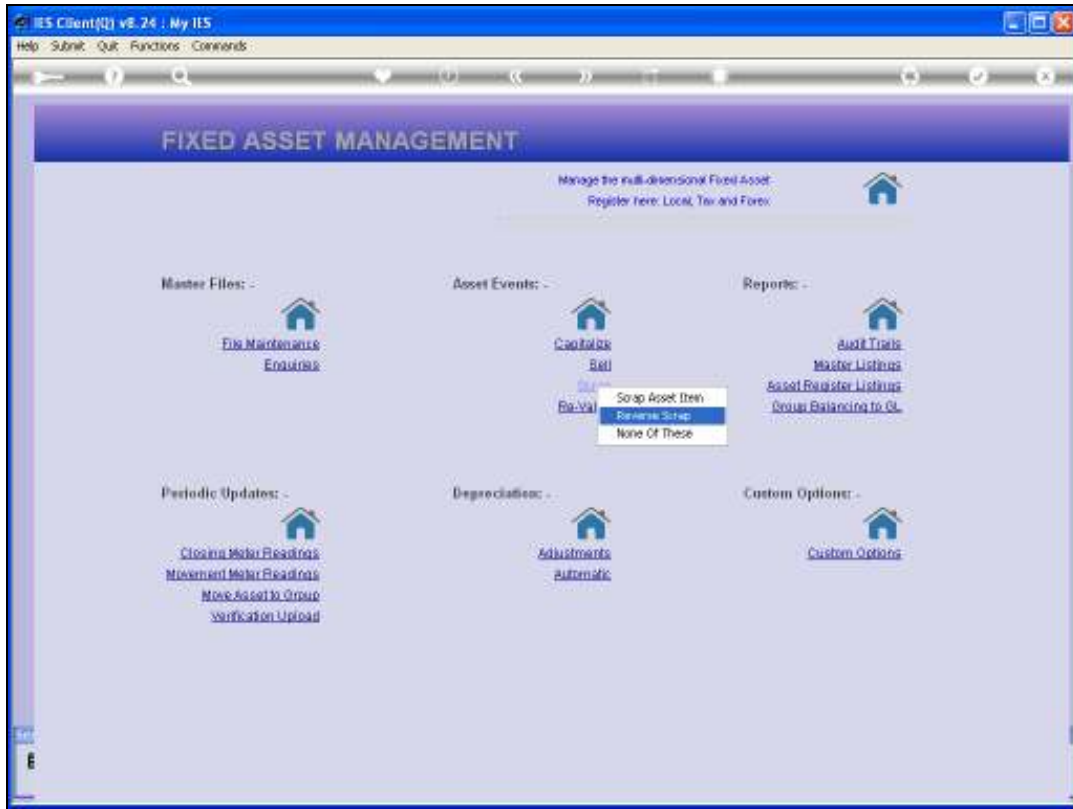 IES Client(Q) v8.24 : My IES
Help Submit Quit Functions Commands
FIXED ASSET MANAGEMENT
Manage the multi-dimensional Fixed Asset
Register here: Local, Tax and Forex
Master Files: -
File Maintenance
Enquiries
Asset Events: -
Capitalize
Sell
Scrap Asset Item
Reverse Scrap
None Of These
Re-Val
Reports: -
Audit Trails
Master Listings
Asset Register Listings
Group Balancing to GL
Periodic Updates: -
Closing Meter Readings
Movement Meter Readings
Move Asset to Group
Verification Upload
Depreciation: -
Adjustments
Automatic
Custom Options: -
Custom Options